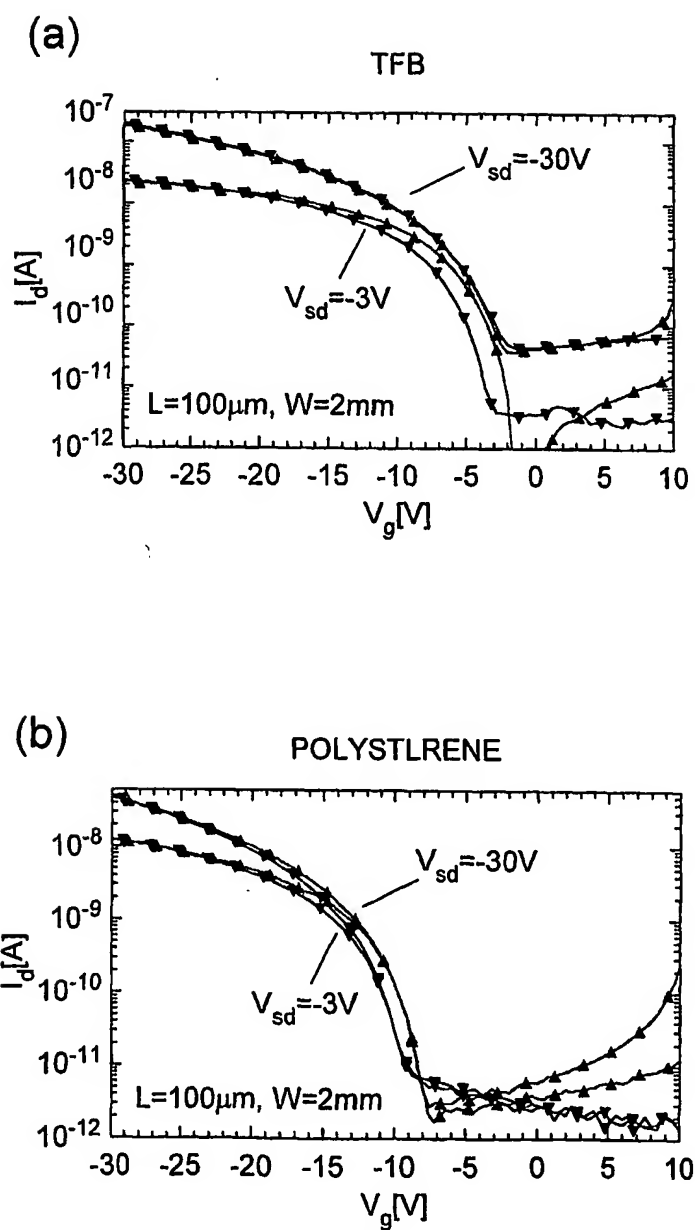 (a)
TFB
10^-7
10^-8
10^-9
10^-10
10^-11
10^-12
I_d[A]
V_sd=-30V
V_sd=-3V
L=100μm, W=2mm
-30 -25 -20 -15 -10 -5 0 5 10
V_g[V]
(b)
POLYSTLRENE
10^-8
10^-9
10^-10
10^-11
10^-12
I_d[A]
V_sd=-30V
V_sd=-3V
L=100μm, W=2mm
-30 -25 -20 -15 -10 -5 0 5 10
V_g[V]